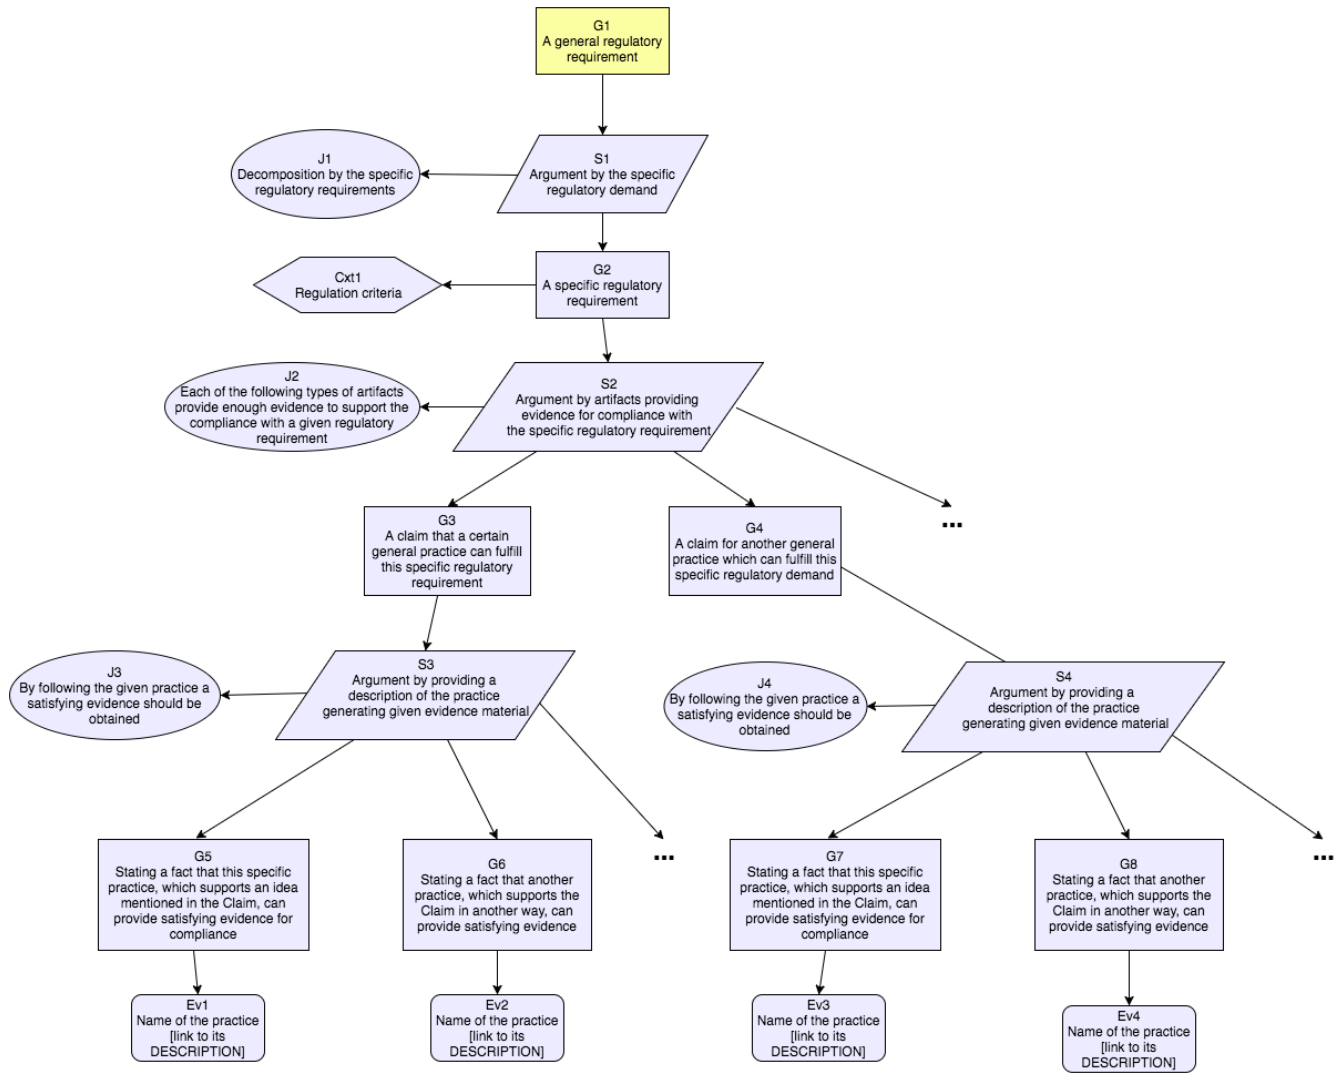 G1
A general regulatory
requirement
J1
Decomposition by the specific
regulatory requirements
S1
Argument by the specific
regulatory demand
Cxt1
Regulation criteria
G2
A specific regulatory
requirement
J2
Each of the following types of artifacts
provide enough evidence to support the
compliance with a given regulatory
requirement
S2
Argument by artifacts providing
evidence for compliance with
the specific regulatory requirement
G3
A claim that a certain
general practice can fulfill
this specific regulatory
requirement
G4
A claim for another general
practice which can fulfill this
specific regulatory demand
...
J3
By following the given practice a
satisfying evidence should be
obtained
S3
Argument by providing a
description of the practice
generating given evidence material
J4
By following the given practice a
satisfying evidence should be
obtained
S4
Argument by providing a
description of the practice
generating given evidence material
G5
Stating a fact that this specific
practice, which supports an idea
mentioned in the Claim, can
provide satisfying evidence for
compliance
G6
Stating a fact that another
practice, which supports the
Claim in another way, can
provide satisfying evidence
...
G7
Stating a fact that this specific
practice, which supports an idea
mentioned in the Claim, can
provide satisfying evidence for
compliance
G8
Stating a fact that another
practice, which supports the
Claim in another way, can
provide satisfying evidence
...
Ev1
Name of the practice
[link to its
DESCRIPTION]
Ev2
Name of the practice
[link to its
DESCRIPTION]
Ev3
Name of the practice
[link to its
DESCRIPTION]
Ev4
Name of the practice
[link to its
DESCRIPTION]